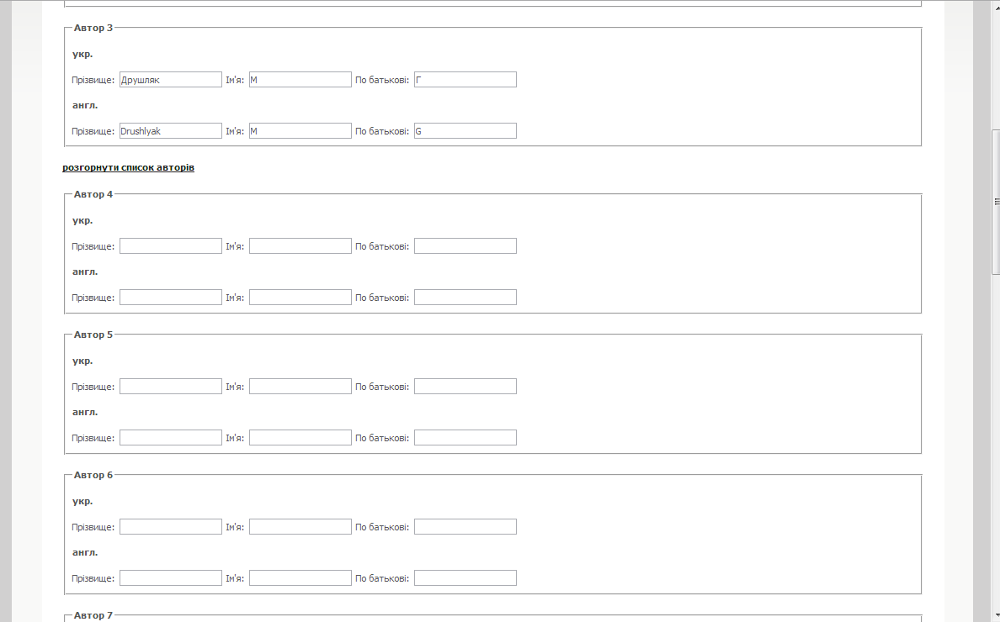 Автор 3
укр.
Прізвище: Друшляк Ім'я: М По батькові: Г
англ.
Прізвище: Drushlyak Ім'я: M По батькові: G
розгорнути список авторів
Автор 4
укр.
Прізвище: Ім'я: По батькові:
англ.
Прізвище: Ім'я: По батькові:
Автор 5
укр.
Прізвище: Ім'я: По батькові:
англ.
Прізвище: Ім'я: По батькові:
Автор 6
укр.
Прізвище: Ім'я: По батькові:
англ.
Прізвище: Ім'я: По батькові:
Автор 7